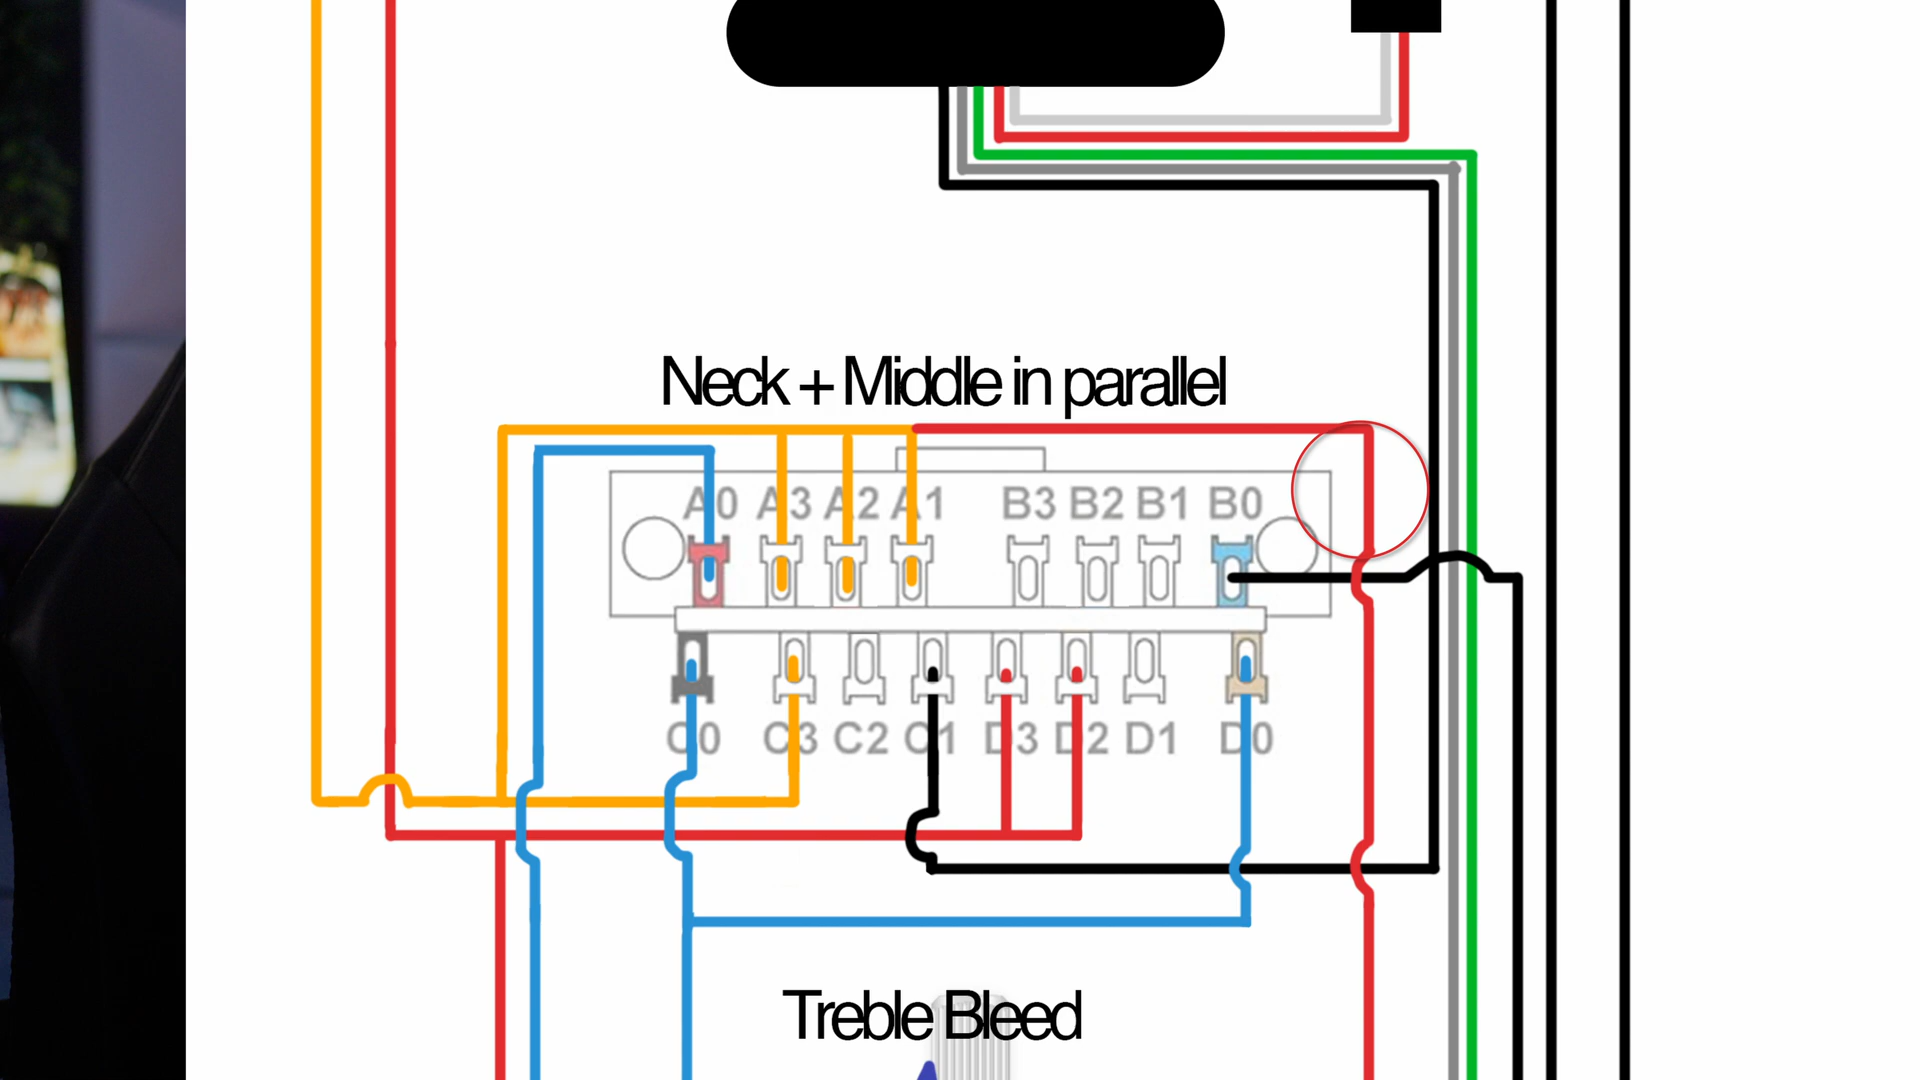 Neck + Middle in parallel
A0 A3 A2 A1 B3 B2 B1 B0
C0 C3 C2 C1 D3 D2 D1 D0
Treble Bleed